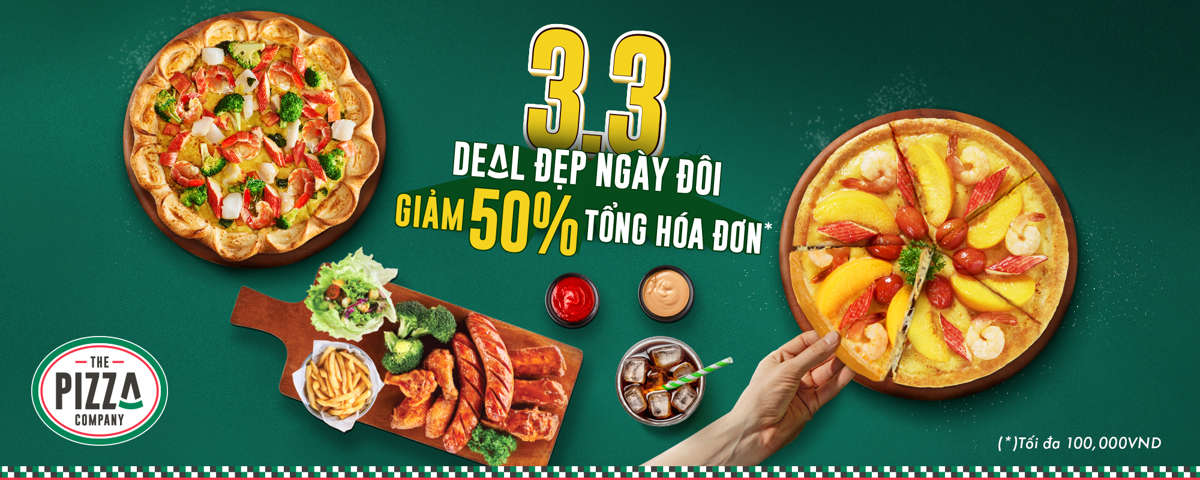 3.3
DEAL ĐẸP NGÀY ĐÔI
GIẢM 50% TỔNG HÓA ĐƠN*
THE
PIZZA
COMPANY
(*)Tối đa 100,000VND